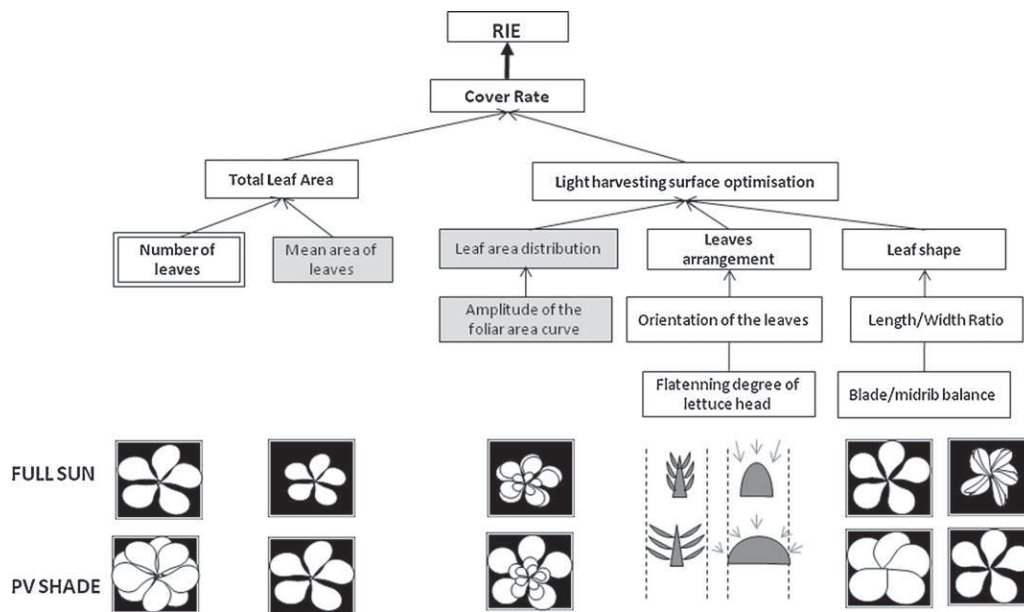 RIE
Cover Rate
Total Leaf Area
Light harvesting surface optimisation
Number of
leaves
Mean area of
leaves
Leaf area distribution
Leaves
arrangement
Leaf shape
Amplitude of the
foliar area curve
Orientation of the leaves
Length/Width Ratio
Flatenning degree of
lettuce head
Blade/midrib balance
FULL SUN
PV SHADE